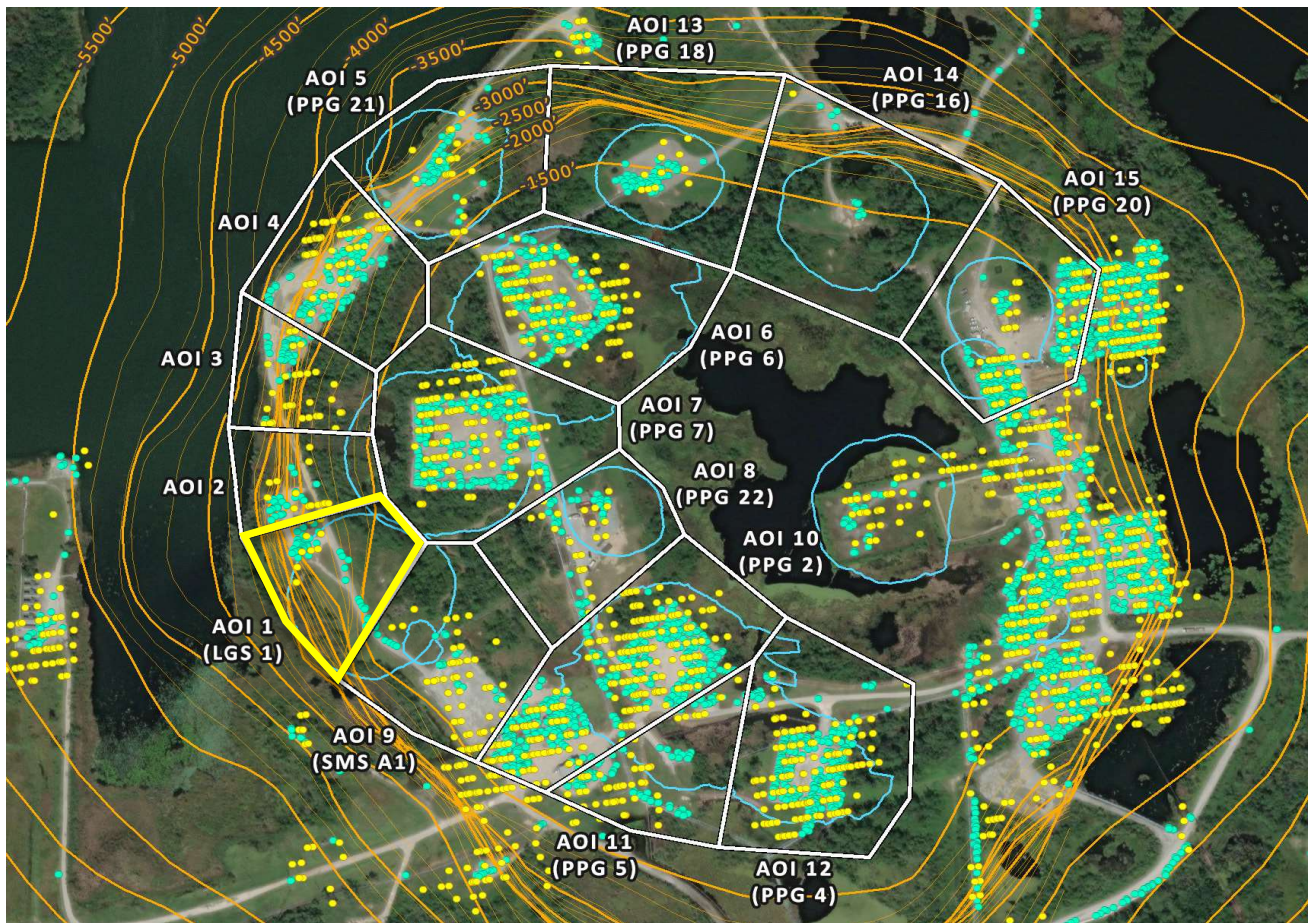 -5500'
-5000'
-4500'
-4000'
-3500'
-3000'
-2500'
-2000'
-1500'
AOI 13
(PPG 18)
AOI 5
(PPG 21)
AOI 14
(PPG 16)
AOI 15
(PPG 20)
AOI 4
AOI 3
AOI 6
(PPG 6)
AOI 7
(PPG 7)
AOI 2
AOI 8
(PPG 22)
AOI 10
(PPG 2)
AOI 1
(LGS 1)
AOI 9
(SMS A1)
AOI 11
(PPG 5)
AOI 12
(PPG 4)